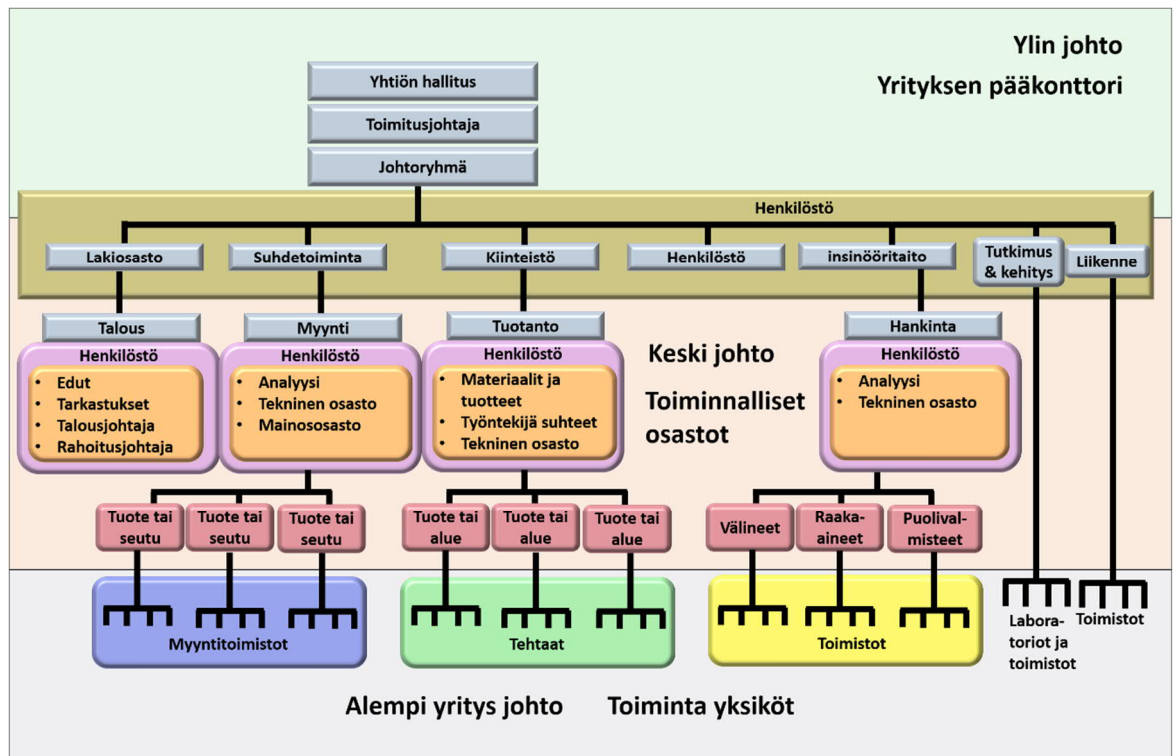 Ylin johto
Yrityksen pääkonttori
Yhtiön hallitus
Toimitusjohtaja
Johtoryhmä
Henkilöstö
Lakiosasto
Suhdetoiminta
Kiinteistö
Henkilöstö
insinööritaito
Tutkimus
& kehitys
Liikenne
Talous
Henkilöstö
• Edut
• Tarkastukset
• Talousjohtaja
• Rahoitusjohtaja
Myynti
Henkilöstö
• Analyysi
• Tekninen osasto
• Mainososasto
Tuotanto
Henkilöstö
• Materiaalit ja
tuotteet
• Työntekijä suhteet
• Tekninen osasto
Keski johto
Toiminnalliset
osastot
Hankinta
Henkilöstö
• Analyysi
• Tekninen osasto
Tuote tai
seutu
Tuote tai
seutu
Tuote tai
seutu
Tuote tai
alue
Tuote tai
alue
Tuote tai
alue
Välineet
Raaka-
aineet
Puolival-
misteet
Myyntitoimistot
Tehtaat
Toimistot
Labora-
toriot ja
toimistot
Toimistot
Alempi yritys johto
Toiminta yksiköt